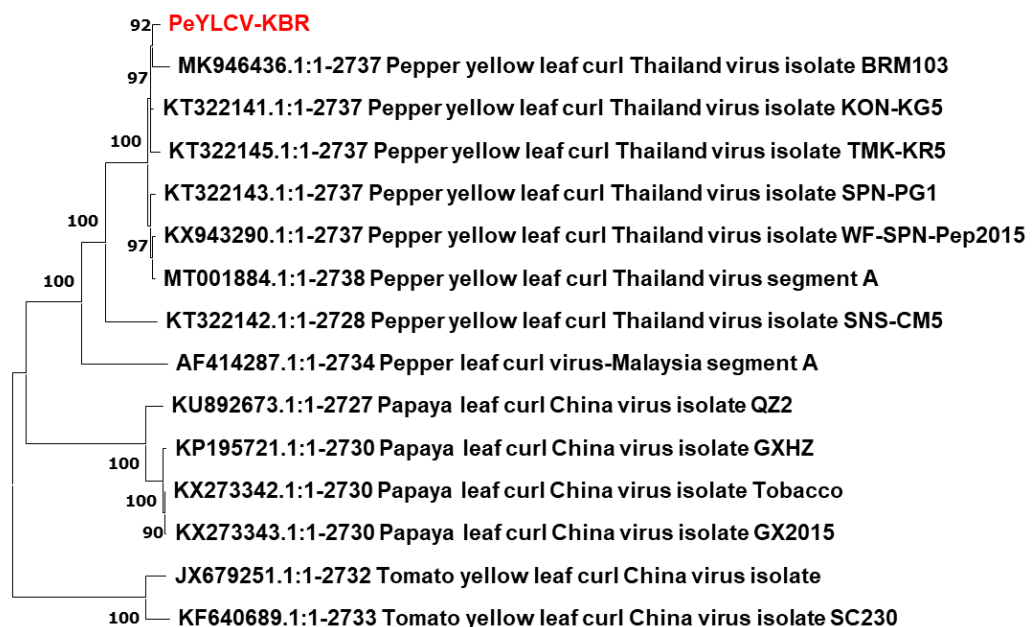 92 PeYLCV-KBR
MK946436.1:1-2737 Pepper yellow leaf curl Thailand virus isolate BRM103
97
KT322141.1:1-2737 Pepper yellow leaf curl Thailand virus isolate KON-KG5
100
KT322145.1:1-2737 Pepper yellow leaf curl Thailand virus isolate TMK-KR5
KT322143.1:1-2737 Pepper yellow leaf curl Thailand virus isolate SPN-PG1
100
97 KX943290.1:1-2737 Pepper yellow leaf curl Thailand virus isolate WF-SPN-Pep2015
100 MT001884.1:1-2738 Pepper yellow leaf curl Thailand virus segment A
KT322142.1:1-2728 Pepper yellow leaf curl Thailand virus isolate SNS-CM5
AF414287.1:1-2734 Pepper leaf curl virus-Malaysia segment A
KU892673.1:1-2727 Papaya leaf curl China virus isolate QZ2
KP195721.1:1-2730 Papaya leaf curl China virus isolate GXHZ
100
KX273342.1:1-2730 Papaya leaf curl China virus isolate Tobacco
100
90 KX273343.1:1-2730 Papaya leaf curl China virus isolate GX2015
JX679251.1:1-2732 Tomato yellow leaf curl China virus isolate
100 KF640689.1:1-2733 Tomato yellow leaf curl China virus isolate SC230